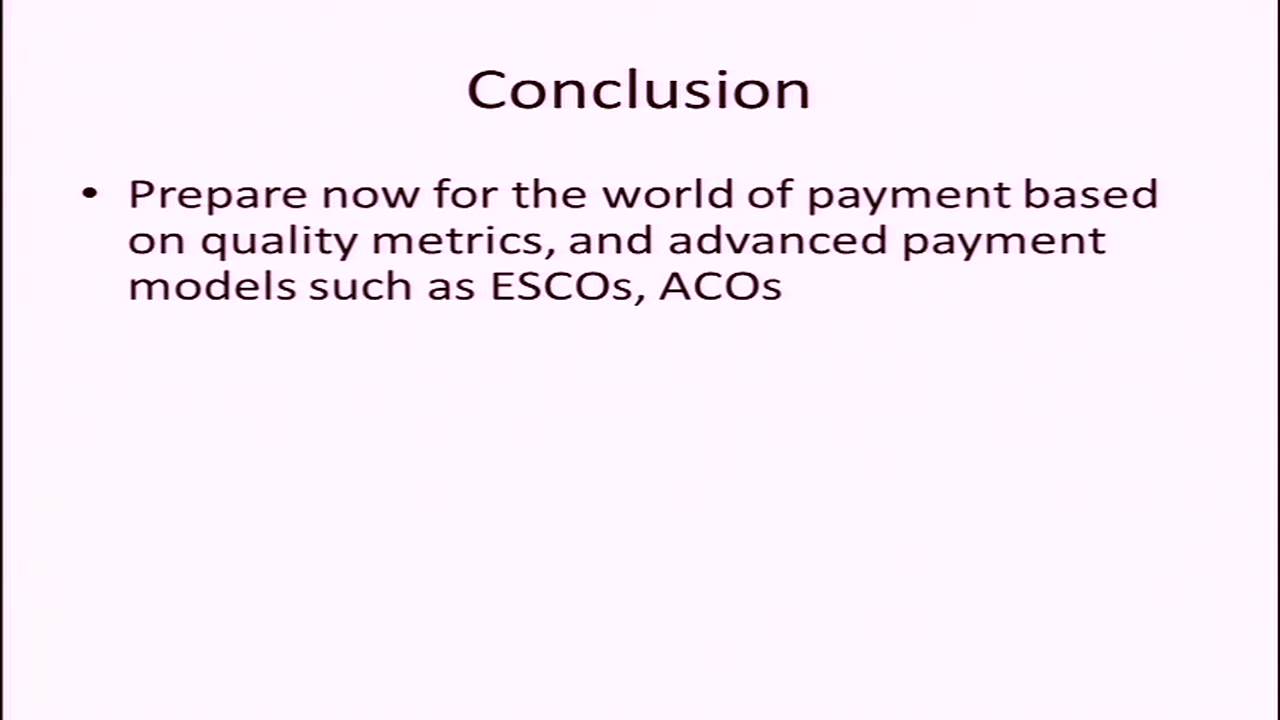 Conclusion
• Prepare now for the world of payment based
on quality metrics, and advanced payment
models such as ESCOs, ACOs